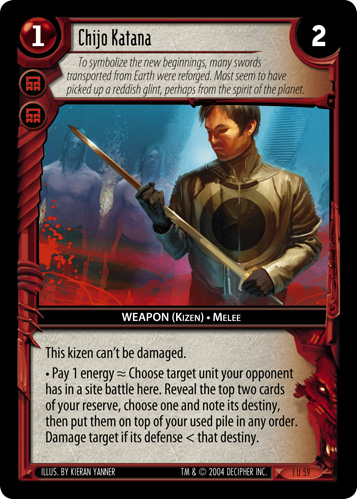 1 Chijo Katana 2
To symbolize the new beginnings, many swords
transported from Earth were reforged. Most seem to have
picked up a reddish glint, perhaps from the spirit of the planet.
WEAPON (KIZEN) • MELEE
This kizen can't be damaged.
• Pay 1 energy ≈ Choose target unit your opponent
has in a site battle here. Reveal the top two cards
of your reserve, choose one and note its destiny,
then put them on top of your used pile in any order.
Damage target if its defense < that destiny.
ILLUS. BY KIERAN YANNER TM & © 2004 DECIPHER INC. 1 U 59